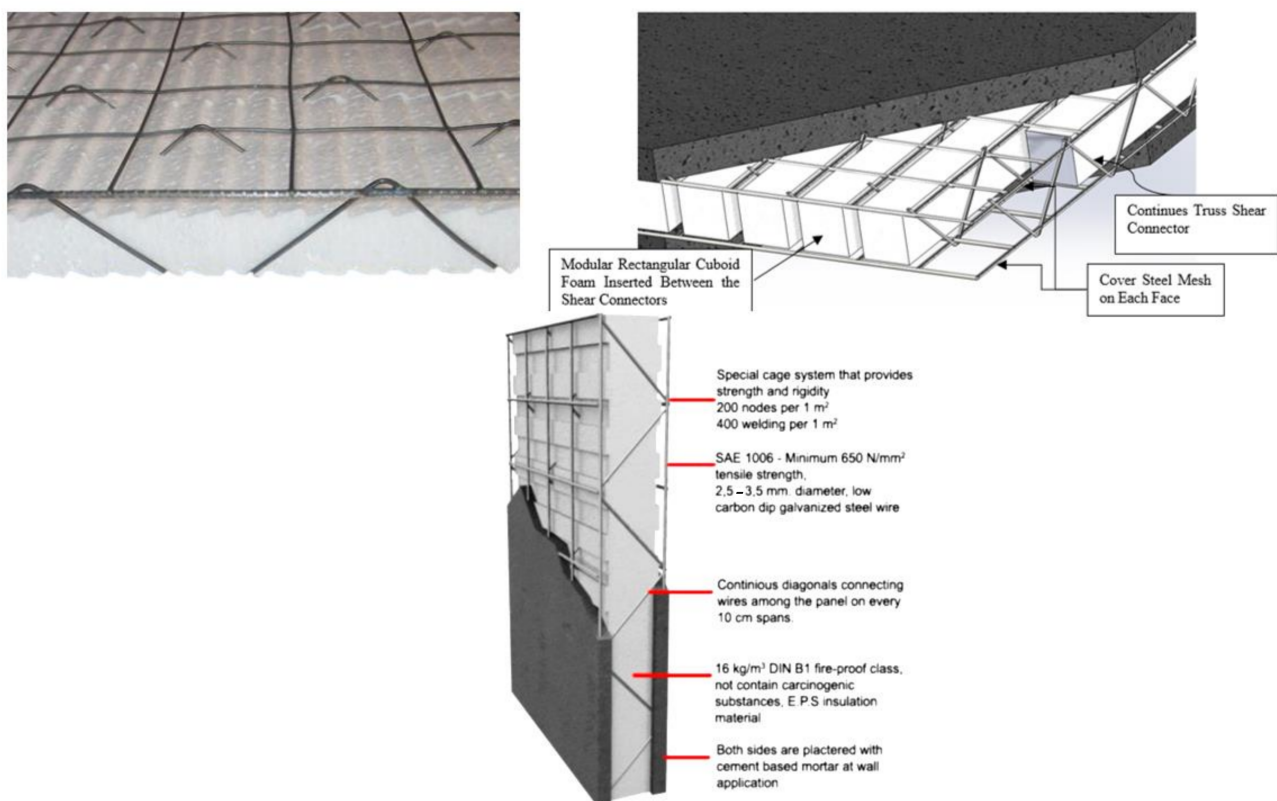 Continues Truss Shear
Connector
Modular Rectangular Cuboid
Foam Inserted Between the
Shear Connectors
Cover Steel Mesh
on Each Face
Special cage system that provides
strength and rigidity
200 nodes per 1 m²
400 welding per 1 m²
SAE 1006 - Minimum 650 N/mm²
tensile strength,
2,5–3,5 mm. diameter, low
carbon dip galvanized steel wire
Continious diagonals connecting
wires among the panel on every
10 cm spans.
16 kg/m³ DIN B1 fire-proof class,
not contain carcinogenic
substances, E.P.S insulation
material
Both sides are plactered with
cement based mortar at wall
application